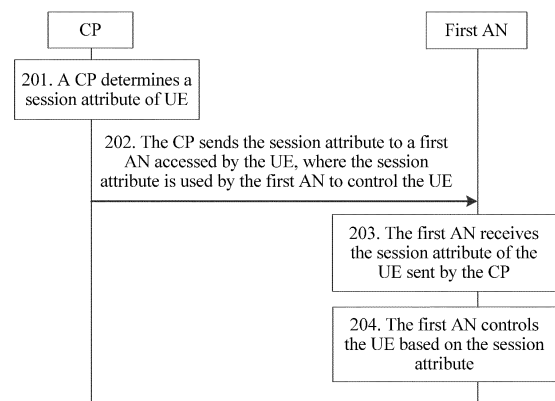 CP
First AN
201. A CP determines a
session attribute of UE
202. The CP sends the session attribute to a first
AN accessed by the UE, where the session
attribute is used by the first AN to control the UE
203. The first AN receives
the session attribute of the
UE sent by the CP
204. The first AN controls
the UE based on the session
attribute